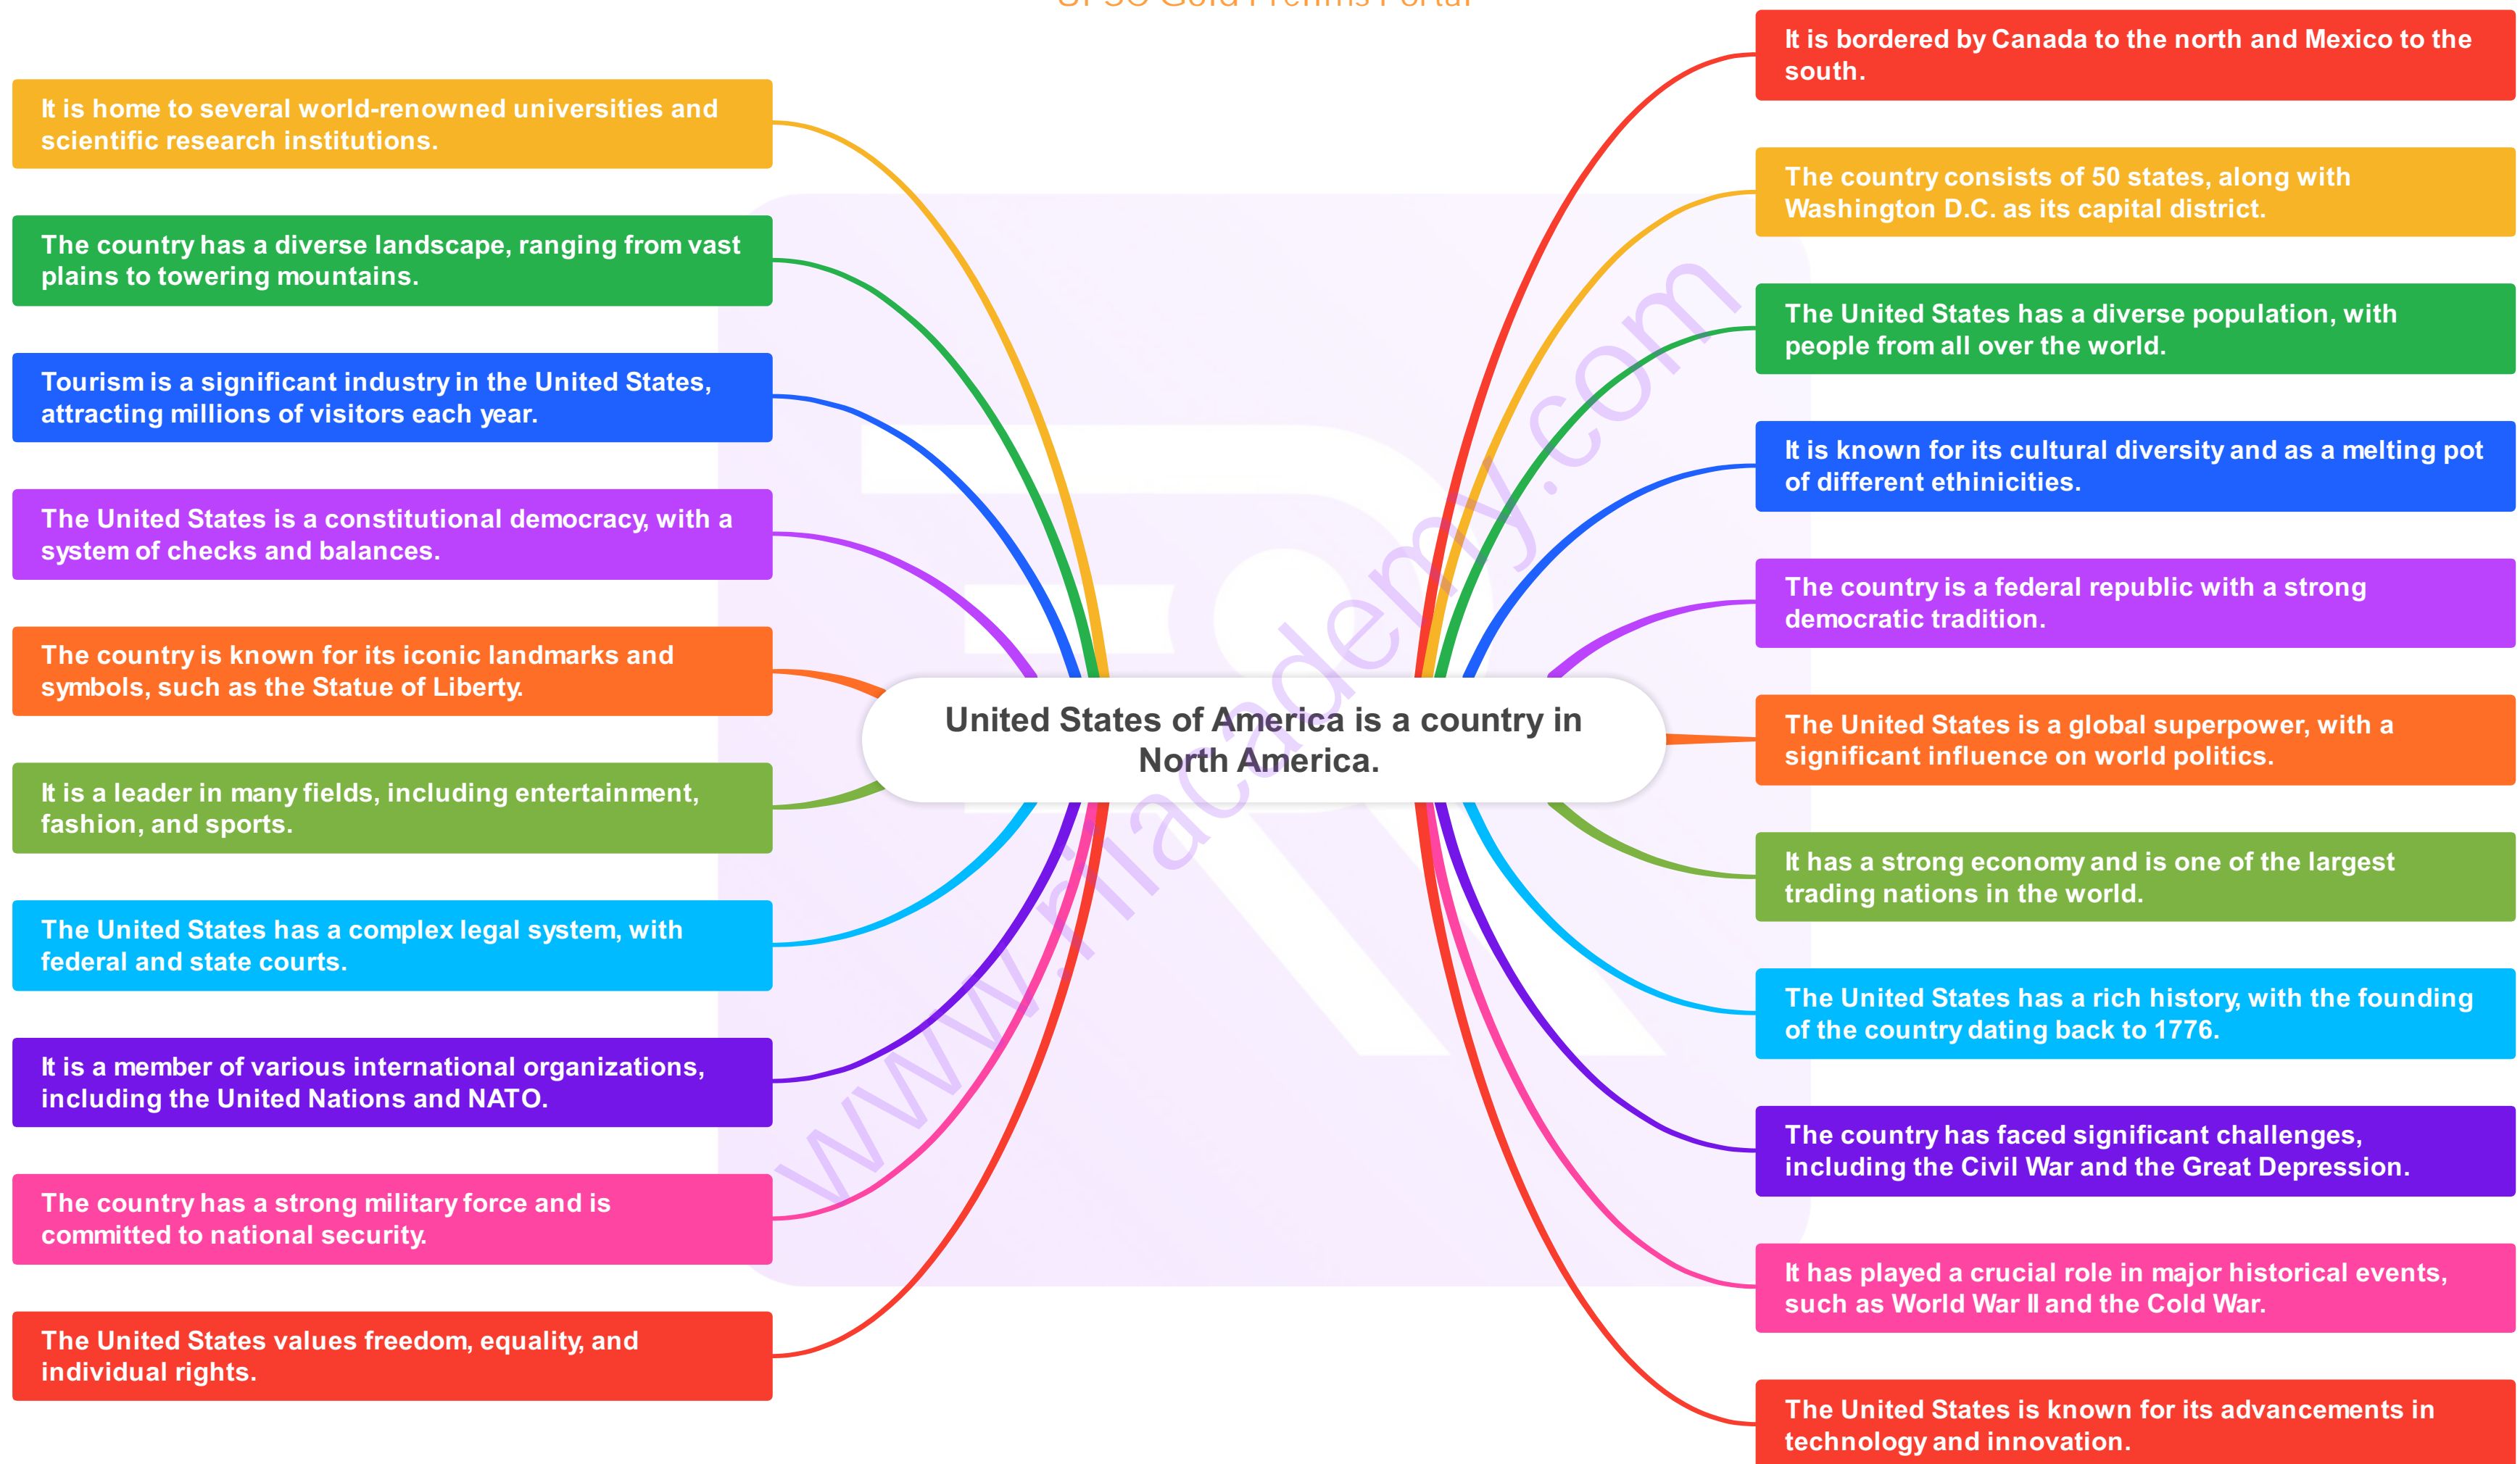 UPSC Gold Prelims Portal
It is home to several world-renowned universities and
scientific research institutions.
The country has a diverse landscape, ranging from vast
plains to towering mountains.
Tourism is a significant industry in the United States,
attracting millions of visitors each year.
The United States is a constitutional democracy, with a
system of checks and balances.
The country is known for its iconic landmarks and
symbols, such as the Statue of Liberty.
It is a leader in many fields, including entertainment,
fashion, and sports.
The United States has a complex legal system, with
federal and state courts.
It is a member of various international organizations,
including the United Nations and NATO.
The country has a strong military force and is
committed to national security.
The United States values freedom, equality, and
individual rights.
United States of America is a country in
North America.
It is bordered by Canada to the north and Mexico to the
south.
The country consists of 50 states, along with
Washington D.C. as its capital district.
The United States has a diverse population, with
people from all over the world.
It is known for its cultural diversity and as a melting pot
of different ethinicities.
The country is a federal republic with a strong
democratic tradition.
The United States is a global superpower, with a
significant influence on world politics.
It has a strong economy and is one of the largest
trading nations in the world.
The United States has a rich history, with the founding
of the country dating back to 1776.
The country has faced significant challenges,
including the Civil War and the Great Depression.
It has played a crucial role in major historical events,
such as World War II and the Cold War.
The United States is known for its advancements in
technology and innovation.